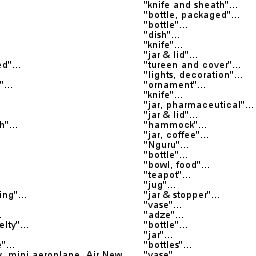 "knife and sheath"...
"bottle, packaged"...
"bottle"...
"dish"...
"knife"...
"jar & lid"...
ed"... "tureen and cover"...
"lights, decoration"...
"... "ornament"...
"knife"...
"jar, pharmaceutical"...
"jar & lid"...
h"... "hammock"...
"jar, coffee"...
"Nguru"...
"bottle"...
"bowl, food"...
"teapot"...
"jug"...
ing"... "jar & stopper"...
"vase"...
. "adze"...
elty"... "bottle"...
"jar"...
e"... "bottles"...
mini aeroplane, Air New "vase"